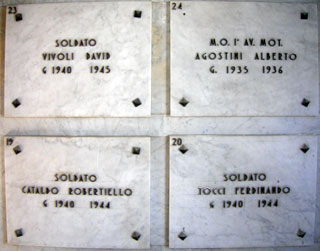 23
SOLDATO
VIVOLI DAVID
G 1940 1945
24
M.O. 1ª AV. MOT.
AGOSTINI ALBERTO
G. 1935 1936
19
SOLDATO
CATALDO ROBERTIELLO
G 1940 1944
20
SOLDATO
TOCCI FERDINANDO
G 1940 1944